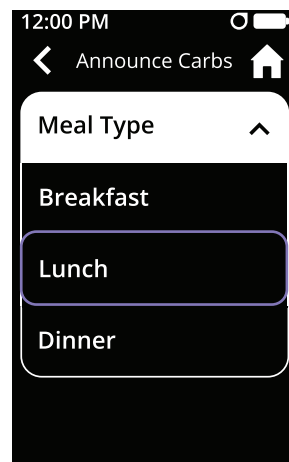 12:00 PM
Announce Carbs
Meal Type
Breakfast
Lunch
Dinner